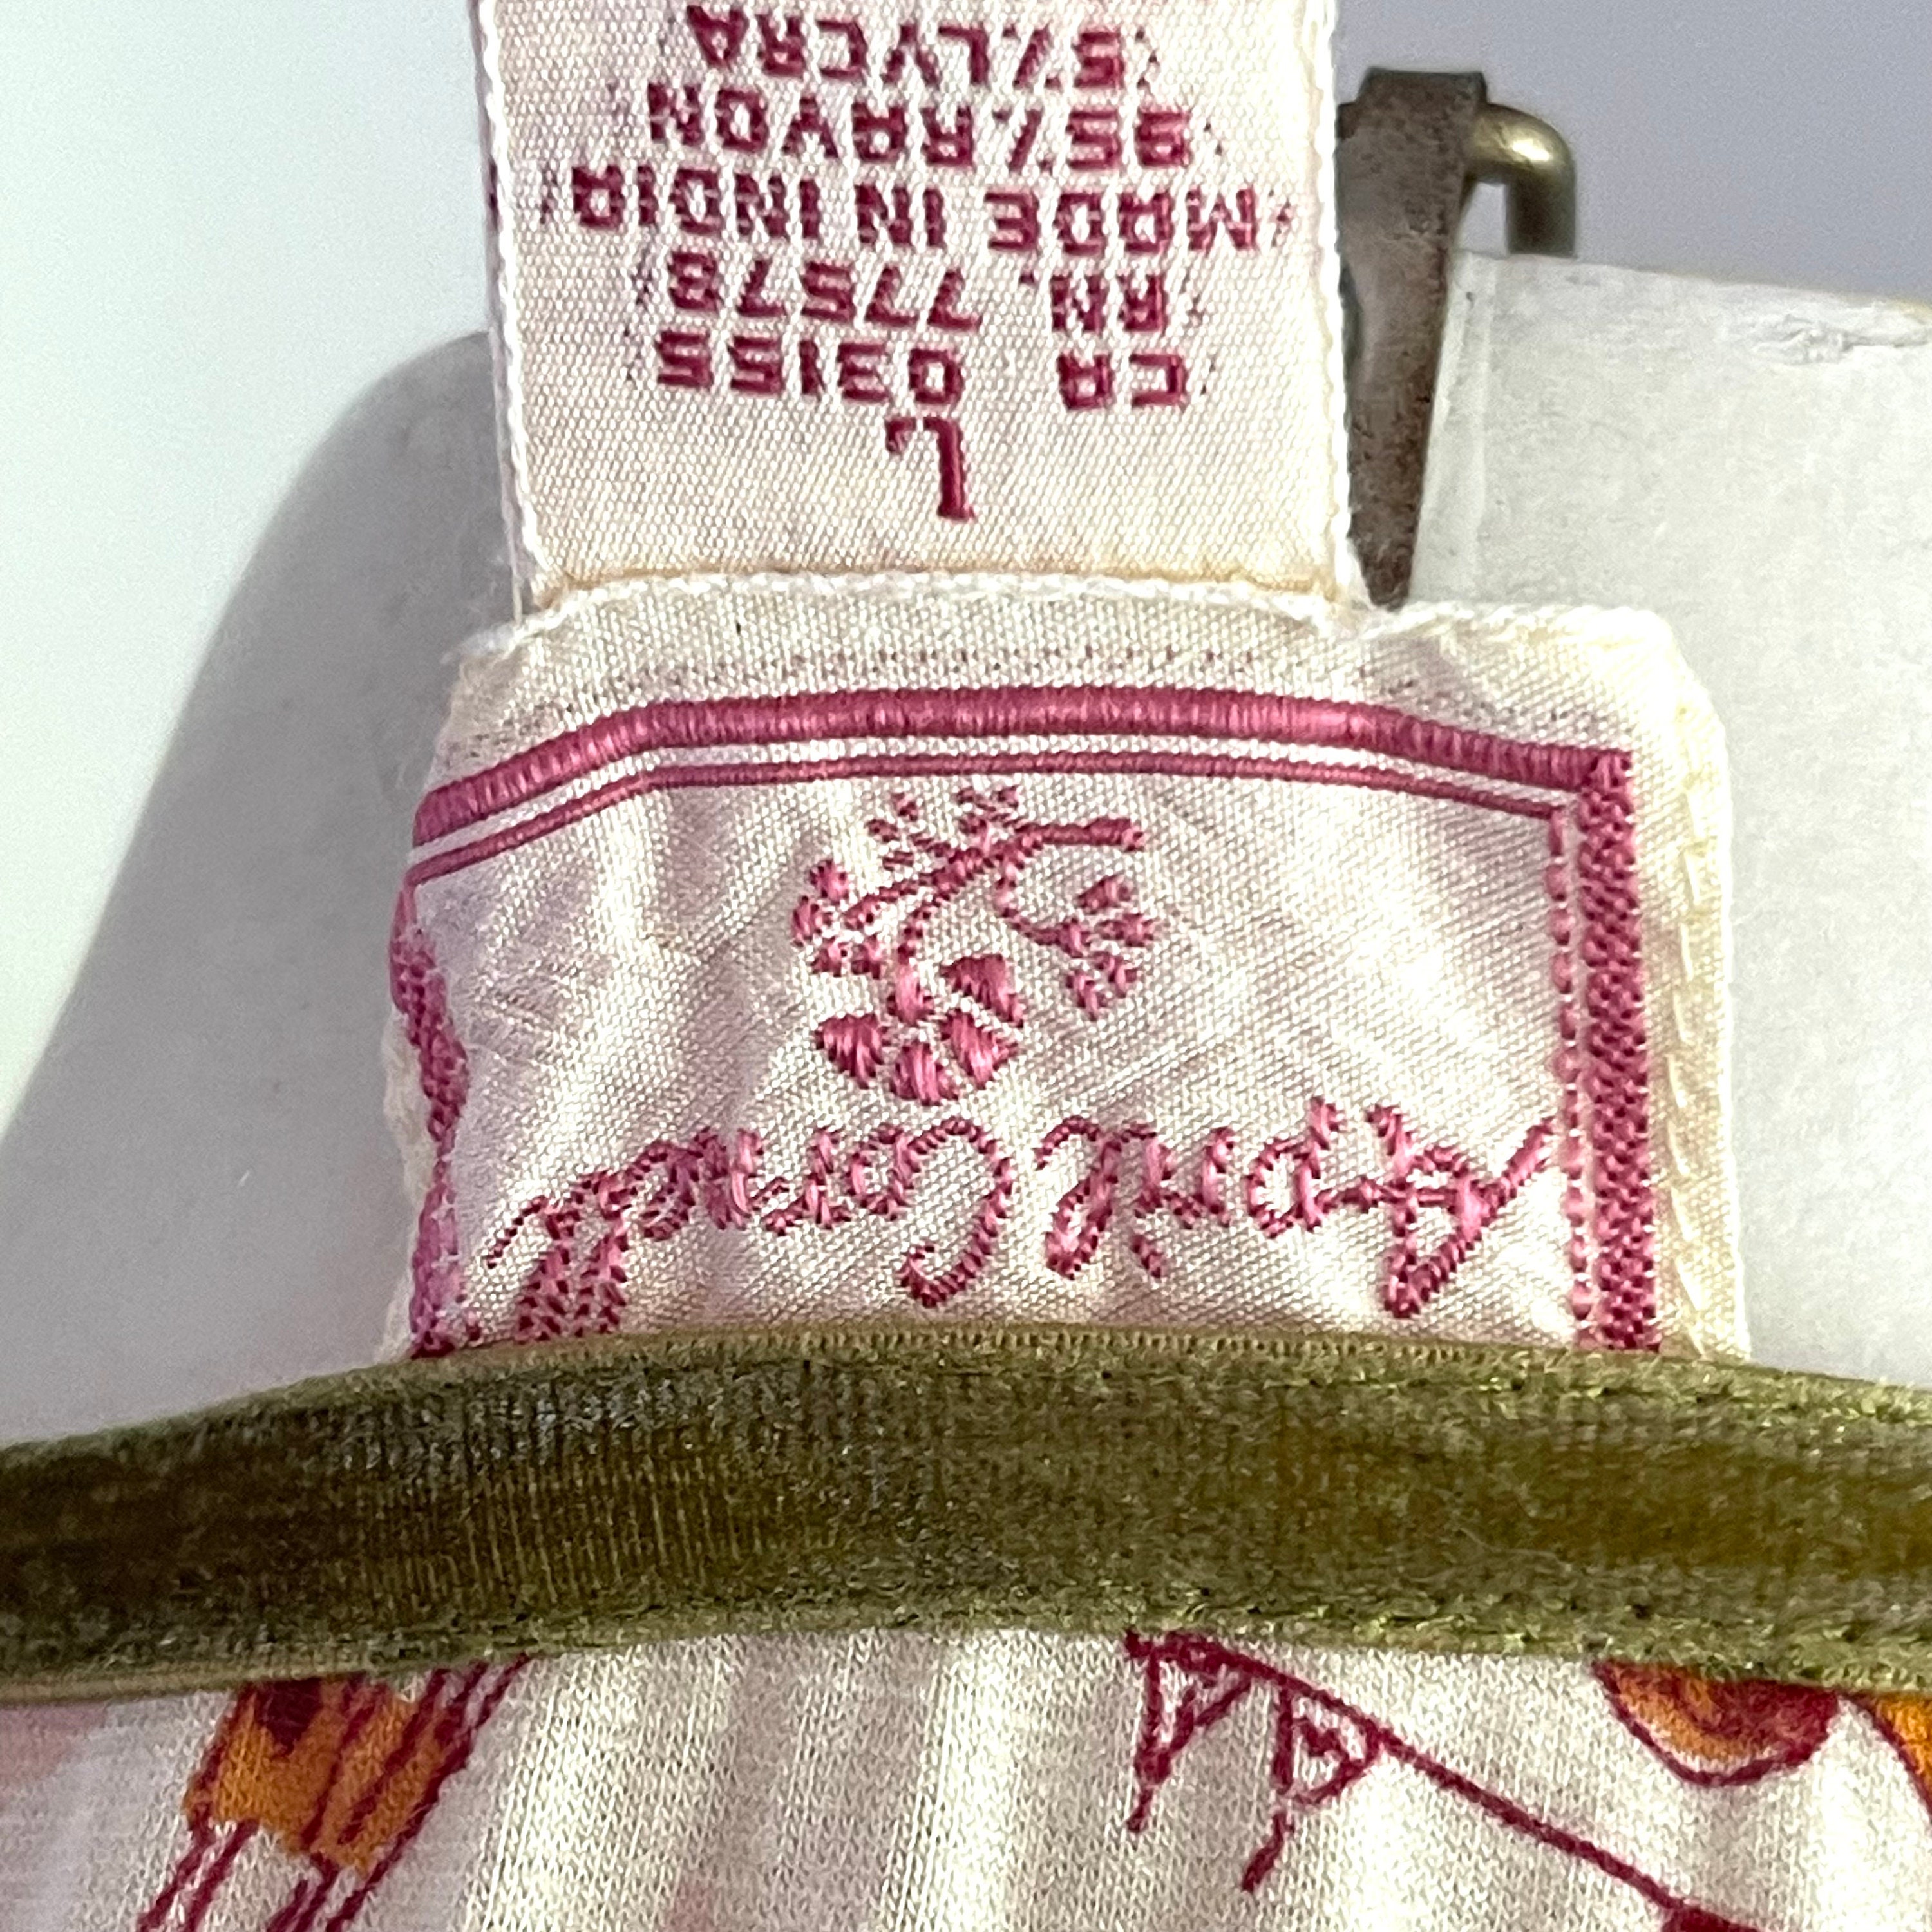 April Cornell
L
CA 03155
RN. 77578
MADE IN INDIA
95% RAYON
5% LYCRA